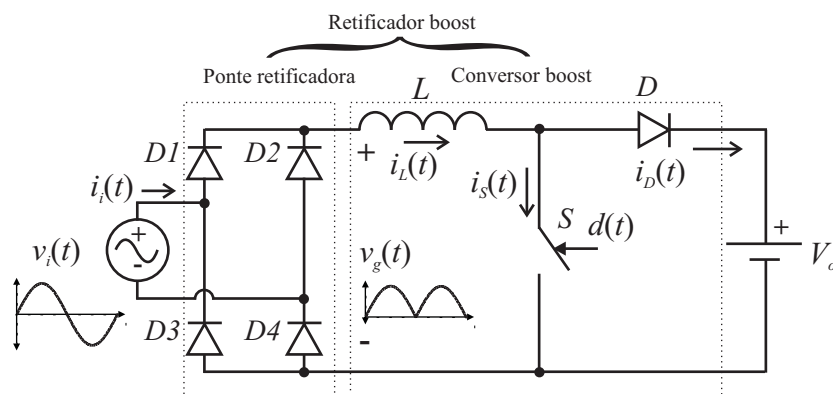 Retificador boost
Ponte retificadora
Conversor boost
L
D
D1
D2
+
i_L(t)
i_S(t)
i_D(t)
i_i(t)
+
-
v_i(t)
v_g(t)
S
d(t)
+
V_o
D3
D4
-